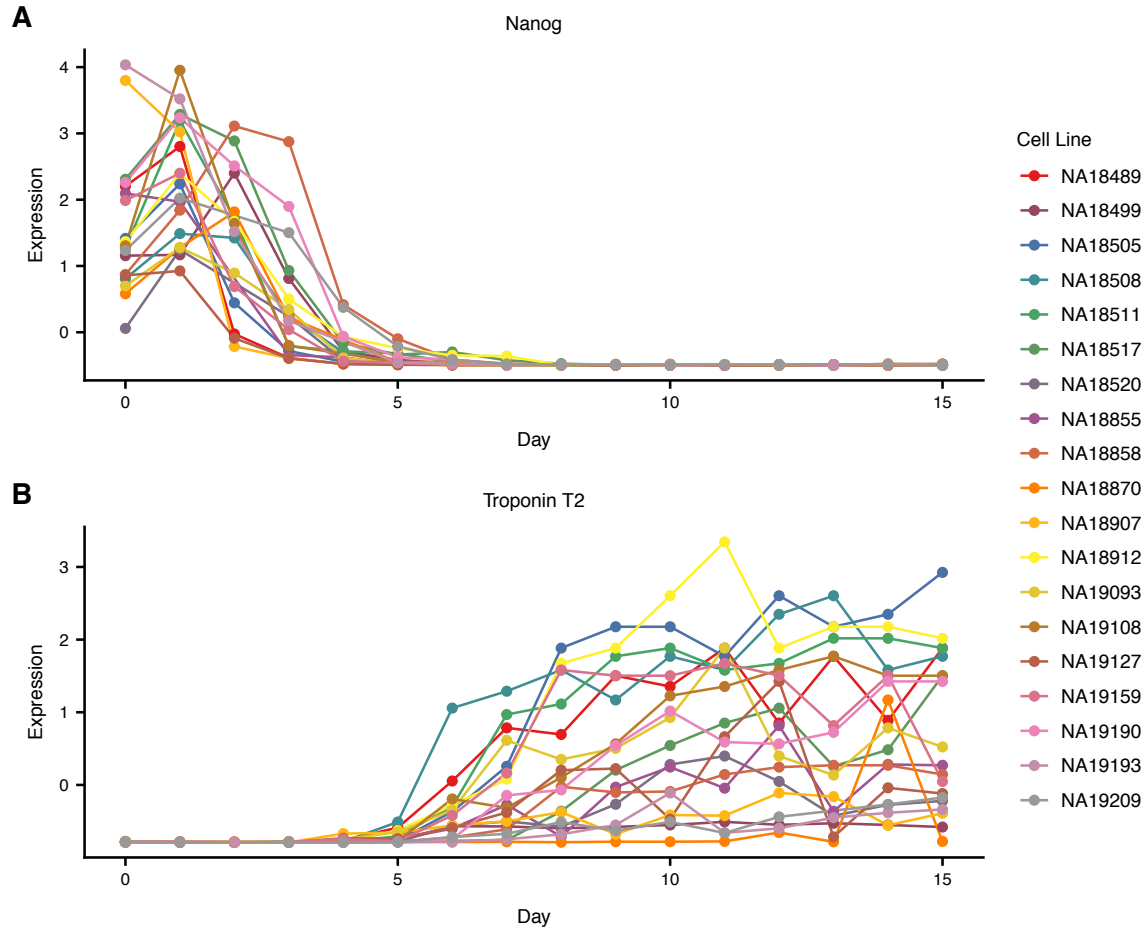 A
Nanog
4
3
2
1
0
Expression
0
5
10
15
Day
B
Troponin T2
3
2
1
0
Expression
0
5
10
15
Day
Cell Line
NA18489
NA18499
NA18505
NA18508
NA18511
NA18517
NA18520
NA18855
NA18858
NA18870
NA18907
NA18912
NA19093
NA19108
NA19127
NA19159
NA19190
NA19193
NA19209